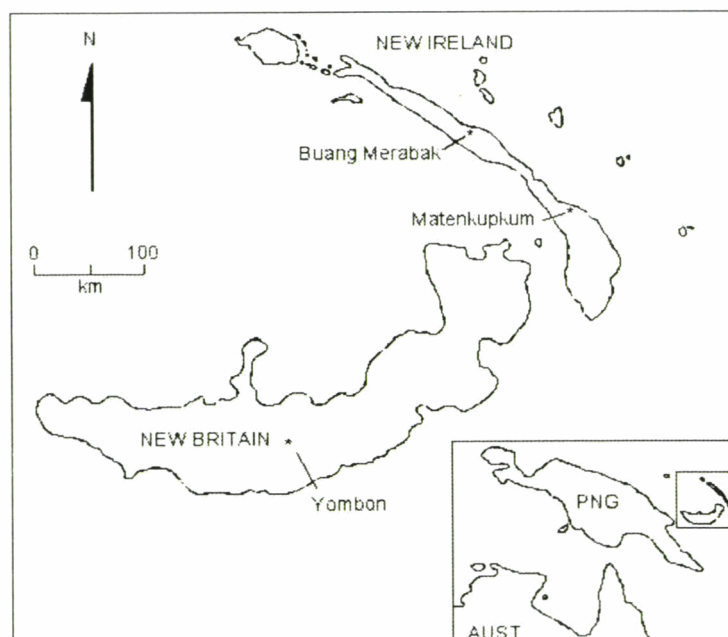 N
NEW IRELAND
Buang Merabak
Matenkupkum
0 100
km
NEW BRITAIN
Yombon
PNG
AUST